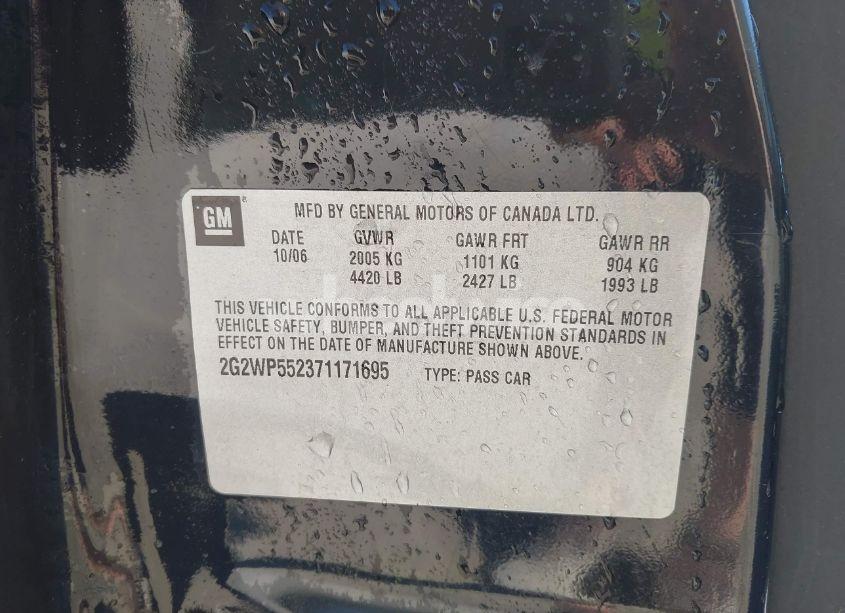 GM
MFD BY GENERAL MOTORS OF CANADA LTD.
DATE GVWR GAWR FRT GAWR RR
10/06 2005 KG 1101 KG 904 KG
4420 LB 2427 LB 1993 LB
THIS VEHICLE CONFORMS TO ALL APPLICABLE U.S. FEDERAL MOTOR
VEHICLE SAFETY, BUMPER, AND THEFT PREVENTION STANDARDS IN
EFFECT ON THE DATE OF MANUFACTURE SHOWN ABOVE.
2G2WP552371171695 TYPE: PASS CAR